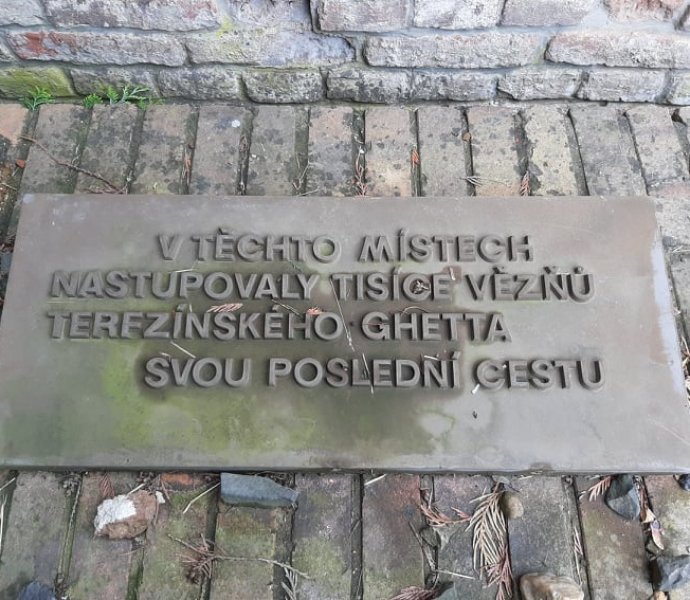 V TĚCHTO MÍSTECH
NASTUPOVALY TISÍCE VĚZŇŮ
TEREZÍNSKÉHO GHETTA
SVOU POSLEDNÍ CESTU